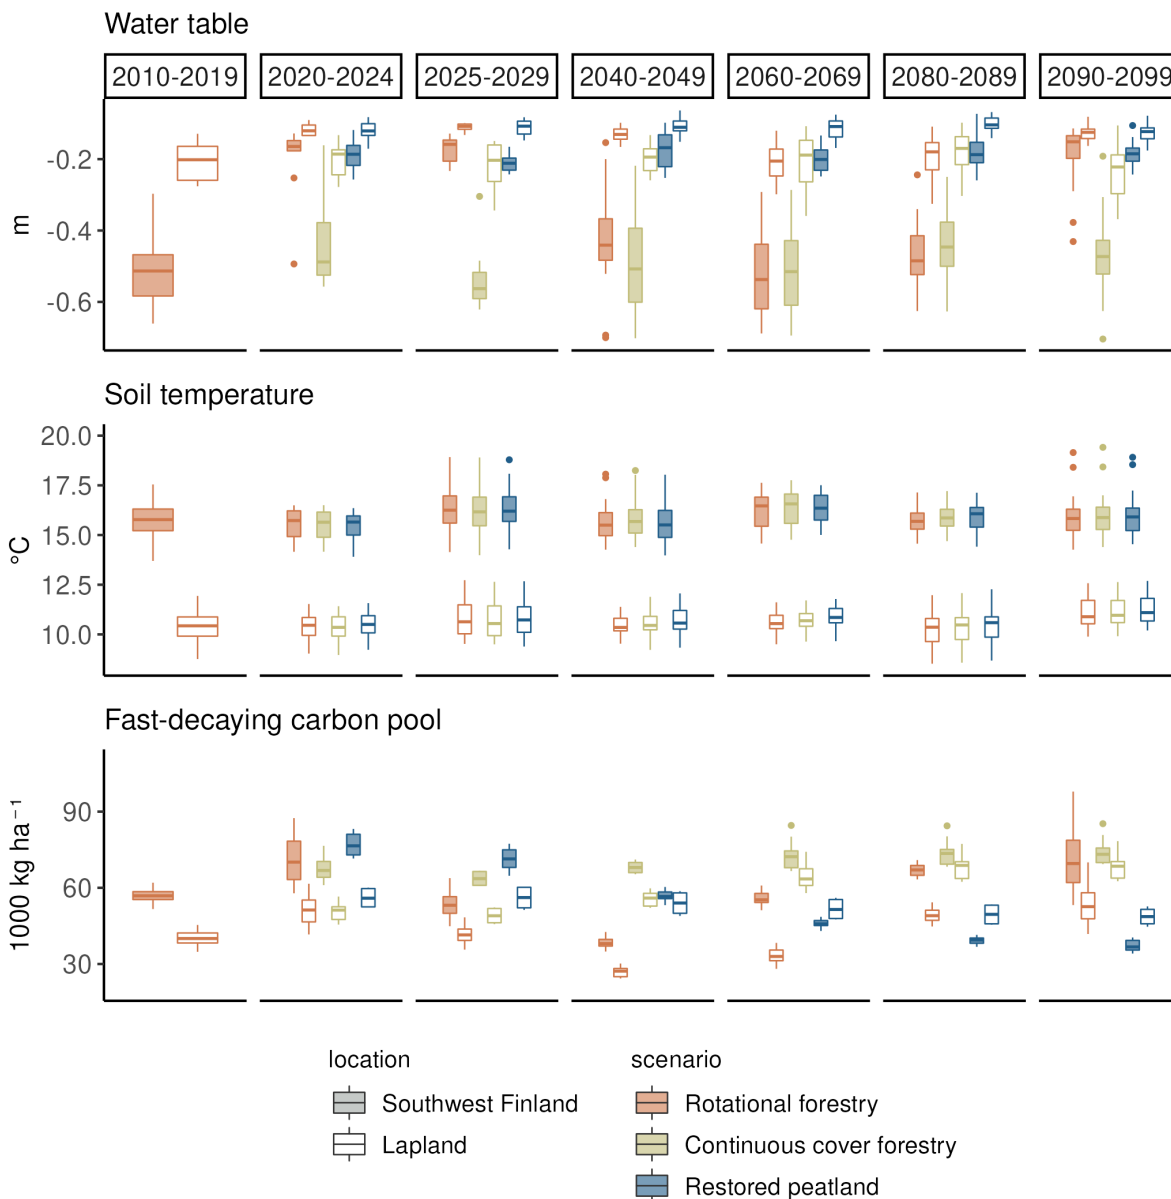 Water table
2010-2019 2020-2024 2025-2029 2040-2049 2060-2069 2080-2089 2090-2099
-0.2
m
-0.4
-0.6
Soil temperature
20.0
17.5
°C
15.0
12.5
10.0
Fast-decaying carbon pool
1000 kg ha⁻¹
90
60
30
location scenario
Southwest Finland Rotational forestry
Lapland Continuous cover forestry
Restored peatland